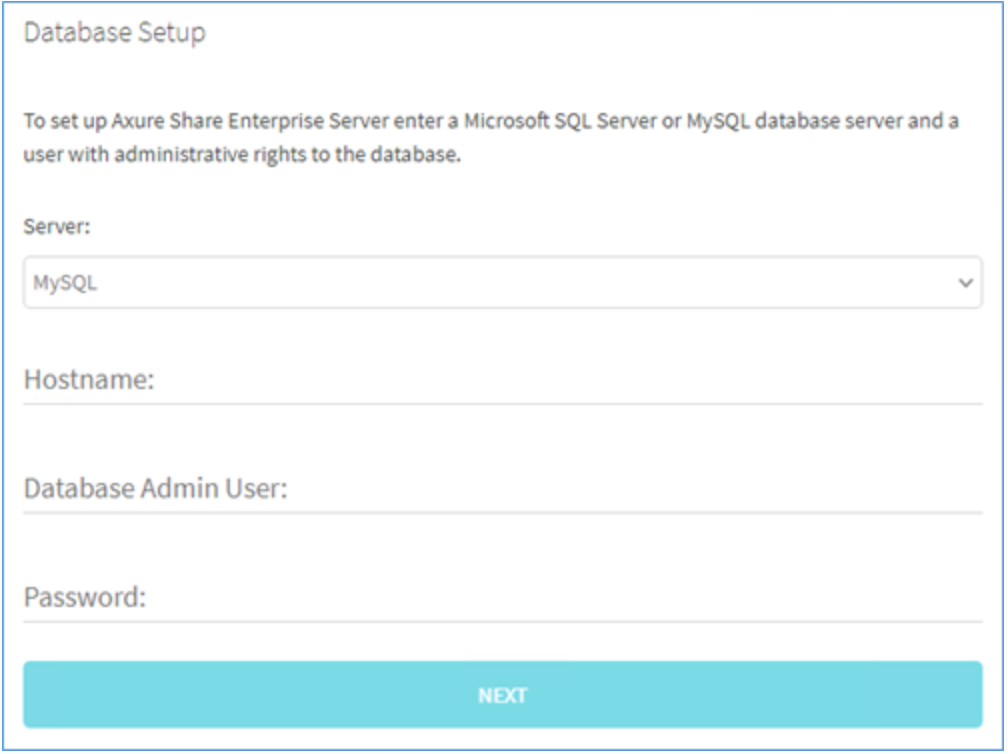 Database Setup
To set up Axure Share Enterprise Server enter a Microsoft SQL Server or MySQL database server and a
user with administrative rights to the database.
Server:
MySQL
Hostname:
Database Admin User:
Password:
NEXT